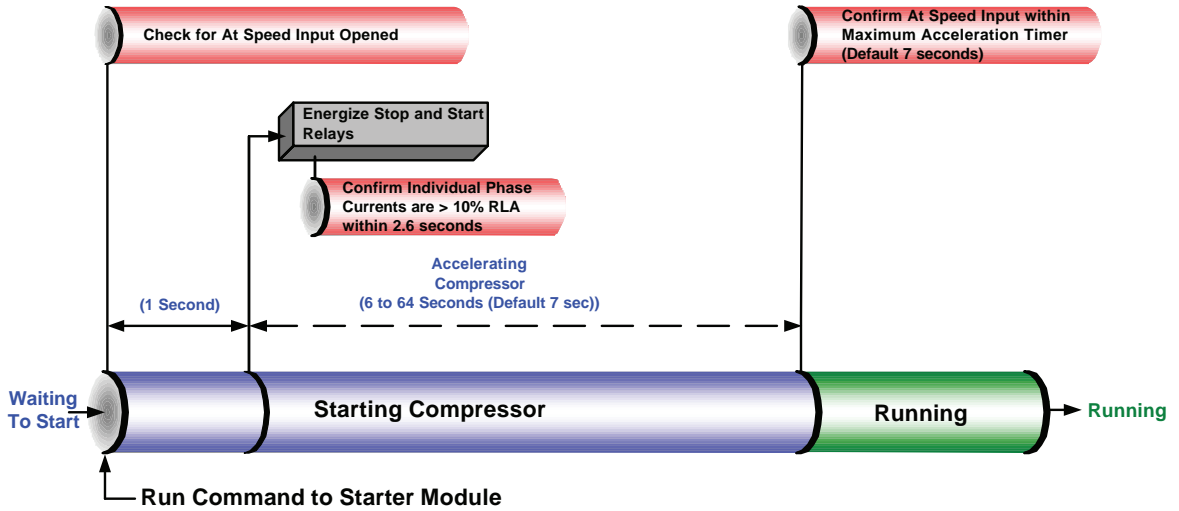 Check for At Speed Input Opened
Confirm At Speed Input within
Maximum Acceleration Timer
(Default 7 seconds)
Energize Stop and Start
Relays
Confirm Individual Phase
Currents are > 10% RLA
within 2.6 seconds
(1 Second)
Accelerating
Compressor
(6 to 64 Seconds (Default 7 sec))
Waiting
To Start
Starting Compressor
Running
Running
Run Command to Starter Module